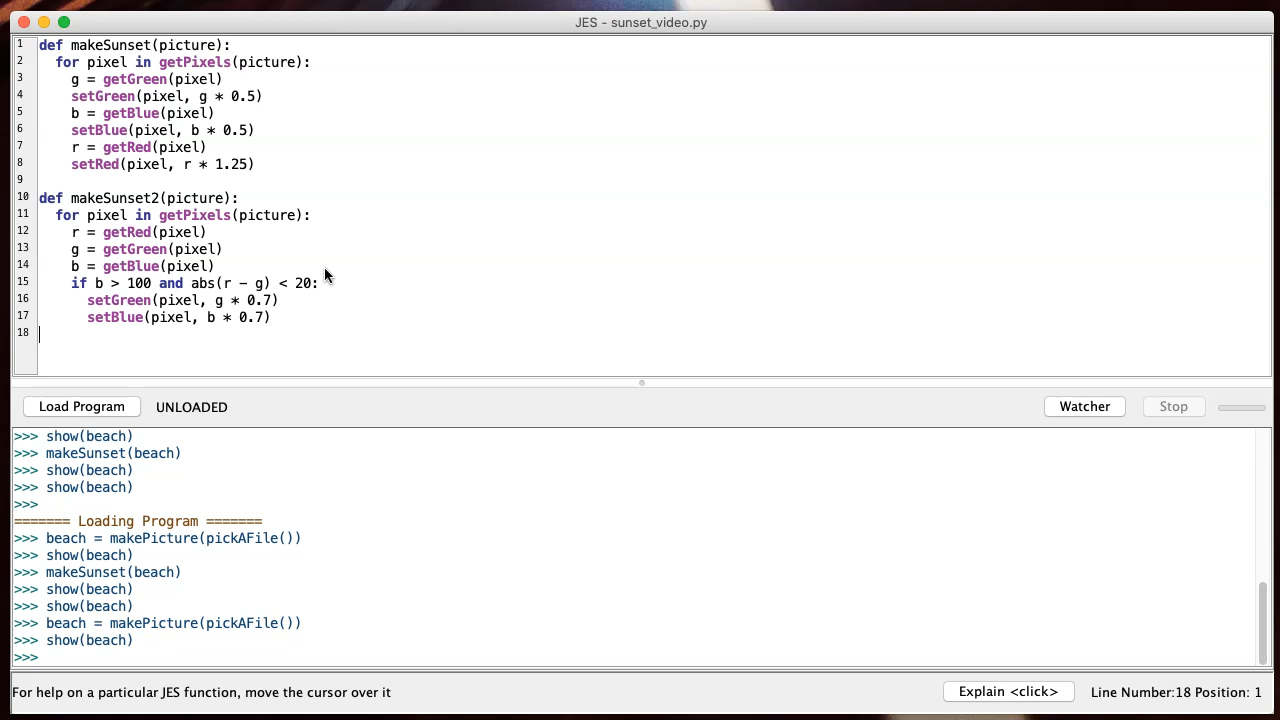 JES - sunset_video.py
1 def makeSunset(picture):
2   for pixel in getPixels(picture):
3     g = getGreen(pixel)
4     setGreen(pixel, g * 0.5)
5     b = getBlue(pixel)
6     setBlue(pixel, b * 0.5)
7     r = getRed(pixel)
8     setRed(pixel, r * 1.25)
9
10 def makeSunset2(picture):
11   for pixel in getPixels(picture):
12     r = getRed(pixel)
13     g = getGreen(pixel)
14     b = getBlue(pixel)
15     if b > 100 and abs(r - g) < 20:
16       setGreen(pixel, g * 0.7)
17       setBlue(pixel, b * 0.7)
18
Load Program UNLOADED Watcher Stop
>>> show(beach)
>>> makeSunset(beach)
>>> show(beach)
>>> show(beach)
>>>
======= Loading Program =======
>>> beach = makePicture(pickAFile())
>>> show(beach)
>>> makeSunset(beach)
>>> show(beach)
>>> show(beach)
>>> beach = makePicture(pickAFile())
>>> show(beach)
>>>
For help on a particular JES function, move the cursor over it Explain <click> Line Number:18 Position: 1